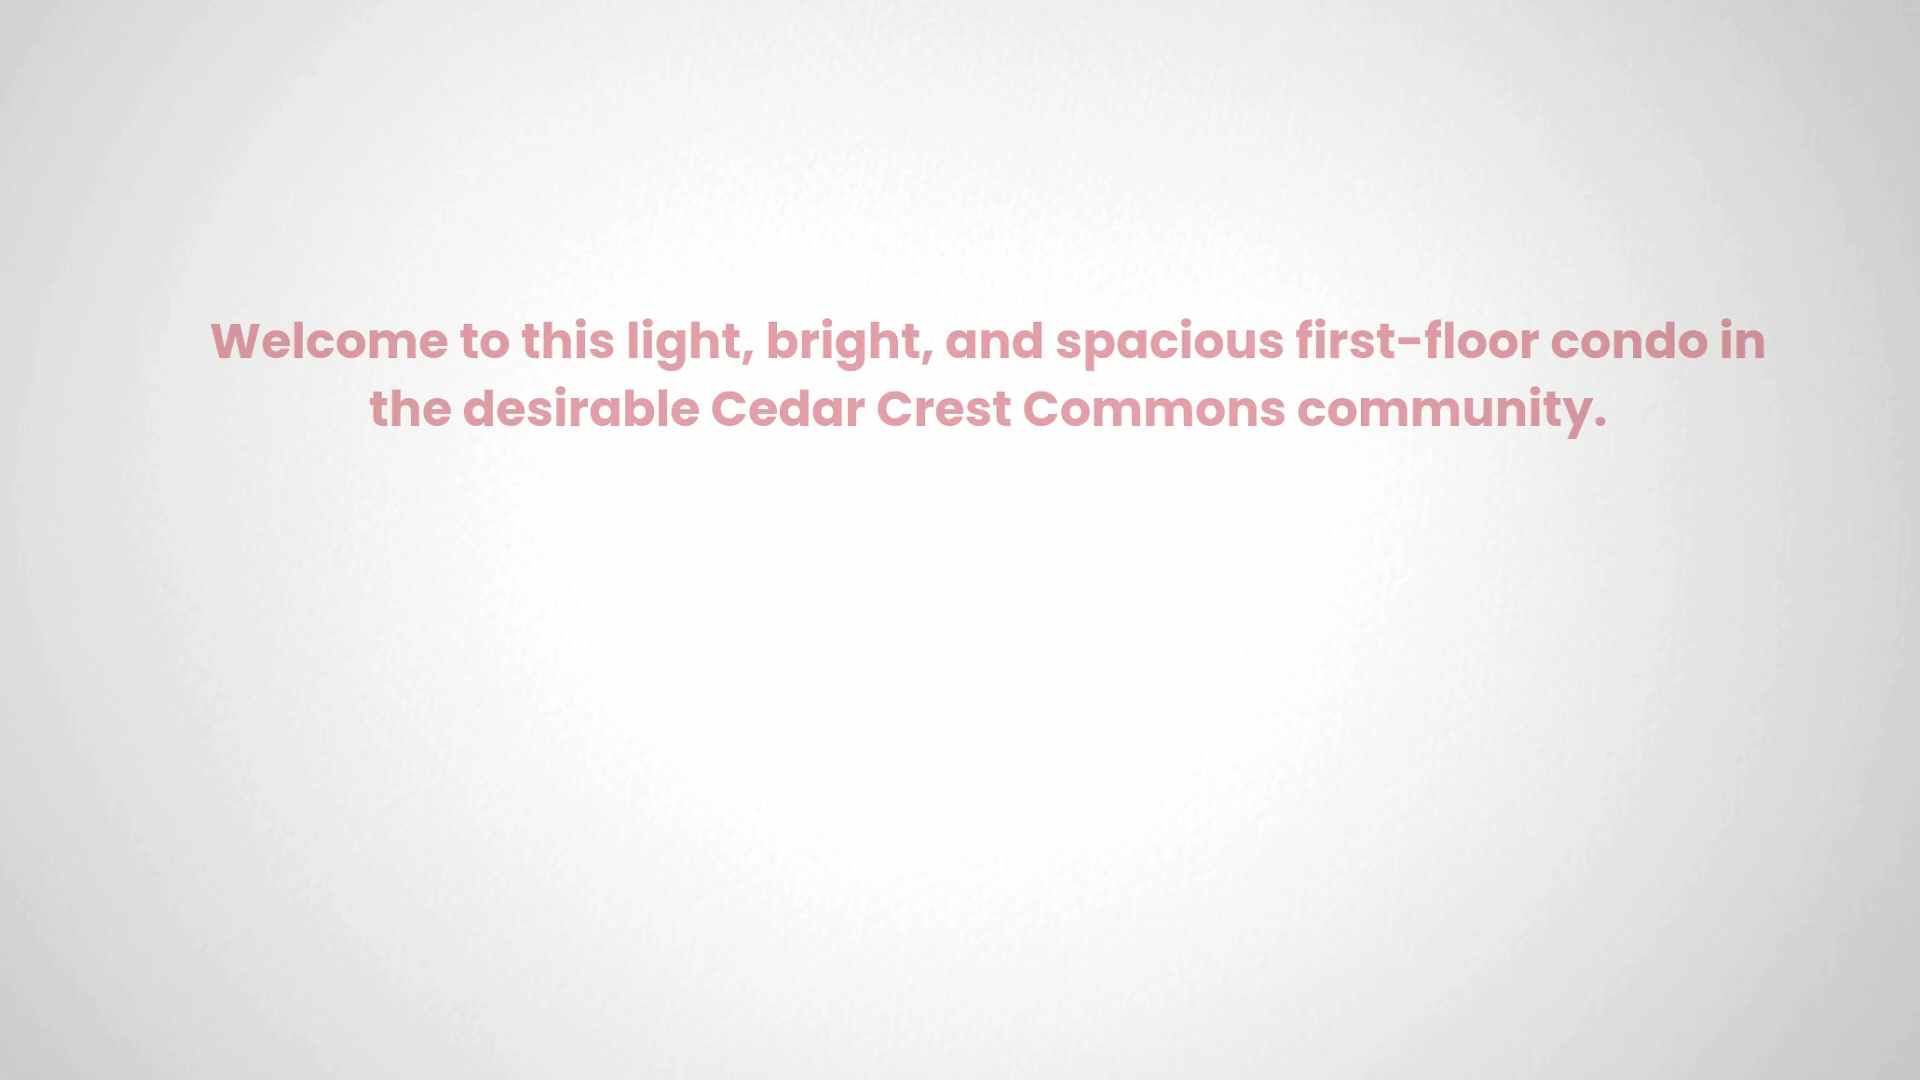 Welcome to this light, bright, and spacious first-floor condo in
the desirable Cedar Crest Commons community.